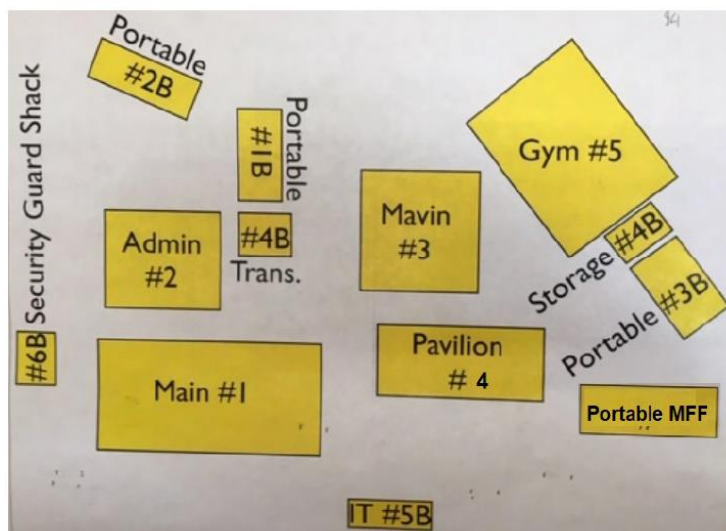 Portable
#2B
Security Guard Shack
#6B
Portable
#1B
#4B
Trans.
Admin
#2
Mavin
#3
Gym #5
#4B
Storage
#3B
Portable
Main #1
Pavilion
# 4
Portable MFF
IT #5B